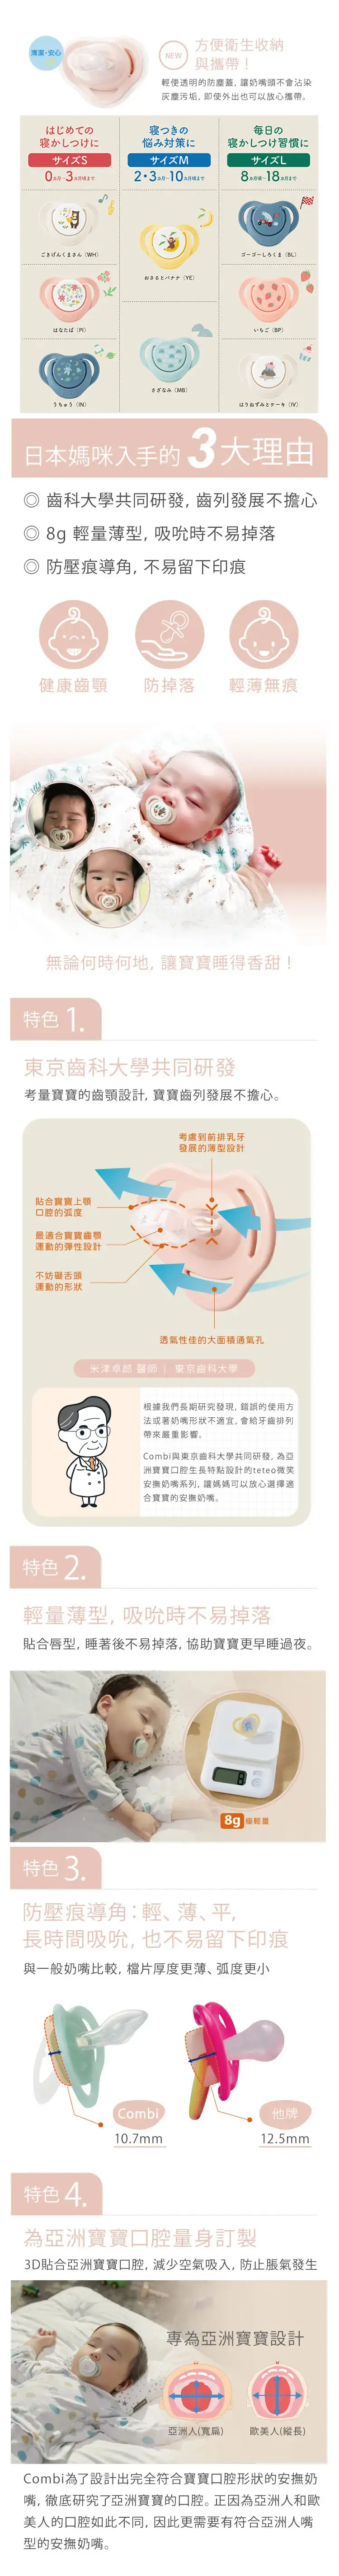 清潔·安心
NEW
方便衛生收納
與攜帶!
輕便透明的防塵蓋, 讓奶嘴頭不會沾染
灰塵污垢, 即使外出也可以放心攜帶。
はじめての
寝かしつけに
サイズS
0ヵ月~3ヵ月頃まで
寝つきの
悩み対策に
サイズM
2・3ヵ月~10ヵ月頃まで
毎日の
寝かしつけ習慣に
サイズL
8ヵ月頃~18ヵ月まで
ごきげんくまさん (WH)
おさるとバナナ (YE)
ゴーゴーしろくま (BL)
はなたば (PI)
いちご (BP)
うちゅう (IN)
さざなみ (MB)
はりねずみとケーキ (IV)
日本媽咪入手的3大理由
◎ 齒科大學共同研發, 齒列發展不擔心
◎ 8g 輕量薄型, 吸吮時不易掉落
◎ 防壓痕導角, 不易留下印痕
健康齒顎
防掉落
輕薄無痕
無論何時何地, 讓寶寶睡得香甜!
特色1.
東京齒科大學共同研發
考量寶寶的齒顎設計, 寶寶齒列發展不擔心。
考慮到前排乳牙
發展的薄型設計
貼合寶寶上顎
口腔的弧度
最適合寶寶齒顎
運動的彈性設計
不妨礙舌頭
運動的形狀
透氣性佳的大面積通氣孔
米津卓郎 醫師 | 東京齒科大學
根據我們長期研究發現, 錯誤的使用方
法或著奶嘴形狀不適宜, 會給牙齒排列
帶來嚴重影響。
Combi與東京齒科大學共同研發, 為亞
洲寶寶口腔生長特點設計的teteo微笑
安撫奶嘴系列, 讓媽媽可以放心選擇適
合寶寶的安撫奶嘴。
特色2.
輕量薄型, 吸吮時不易掉落
貼合唇型, 睡著後不易掉落, 協助寶寶更早睡過夜。
8
8g 極輕量
特色3.
防壓痕導角:輕、薄、平,
長時間吸吮, 也不易留下印痕
與一般奶嘴比較, 檔片厚度更薄、弧度更小
Combi
10.7mm
他牌
12.5mm
特色4.
為亞洲寶寶口腔量身訂製
3D貼合亞洲寶寶口腔, 減少空氣吸入, 防止脹氣發生
專為亞洲寶寶設計
亞洲人(寬扁)
歐美人(縱長)
Combi為了設計出完全符合寶寶口腔形狀的安撫奶
嘴, 徹底研究了亞洲寶寶的口腔。正因為亞洲人和歐
美人的口腔如此不同, 因此更需要有符合亞洲人嘴
型的安撫奶嘴。